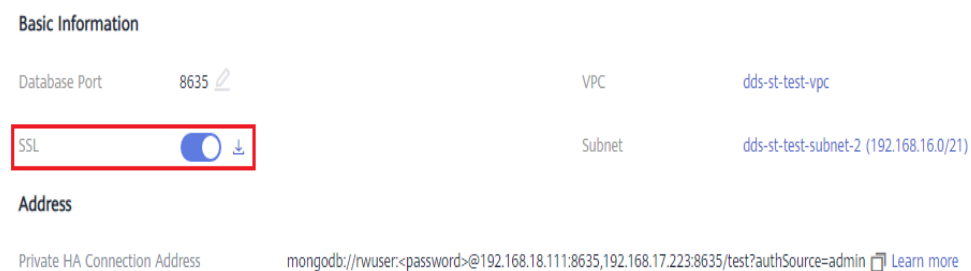 Basic Information
Database Port 8635 VPC dds-st-test-vpc
SSL Subnet dds-st-test-subnet-2 (192.168.16.0/21)
Address
Private HA Connection Address mongodb://rwuser:<password>@192.168.18.111:8635,192.168.17.223:8635/test?authSource=admin Learn more